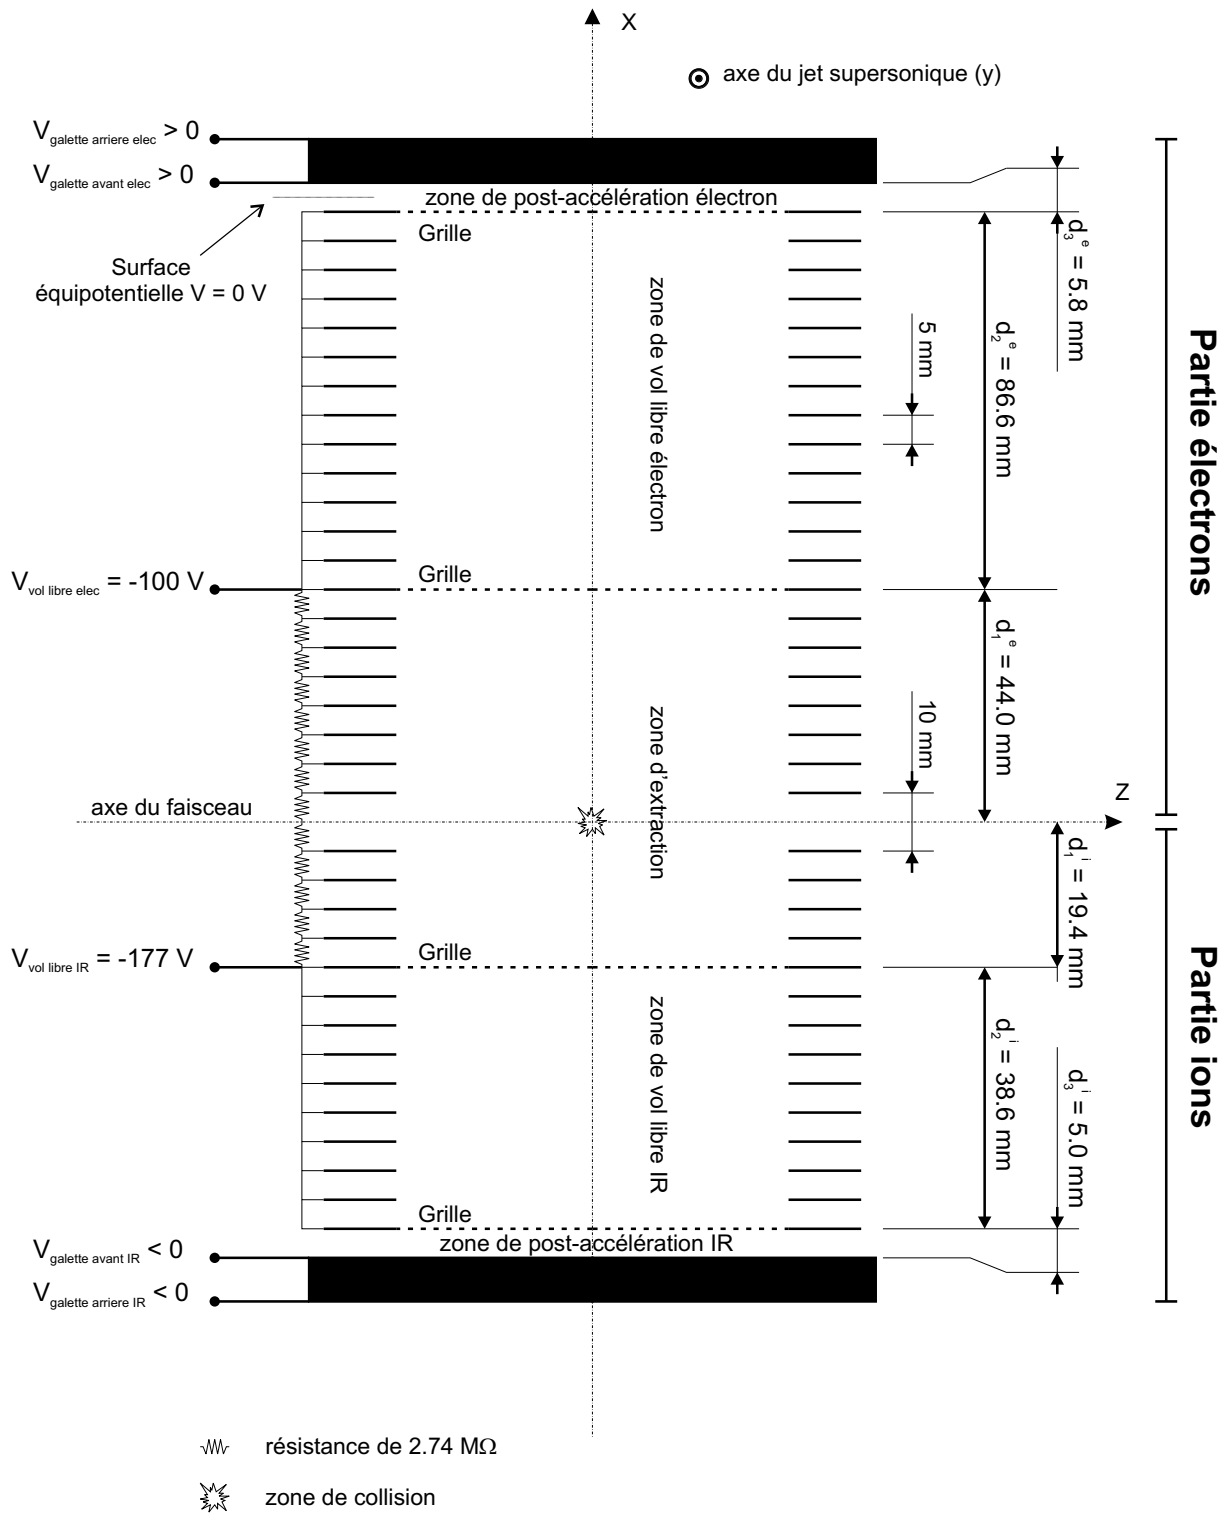 X
axe du jet supersonique (y)
V galette arriere elec > 0
V galette avant elec > 0
zone de post-accélération électron
Grille
Surface
équipotentielle V = 0 V
zone de vol libre électron
5 mm
d₂ᵉ = 86.6 mm
d₃ᵉ = 5.8 mm
Partie électrons
V vol libre elec = -100 V
Grille
d₁ᵉ = 44.0 mm
zone d'extraction
10 mm
axe du faisceau
Z
d₁ⁱ = 19.4 mm
V vol libre IR = -177 V
Grille
zone de vol libre IR
d₂ⁱ = 38.6 mm
d₃ⁱ = 5.0 mm
Partie ions
Grille
zone de post-accélération IR
V galette avant IR < 0
V galette arriere IR < 0
résistance de 2.74 MΩ
zone de collision